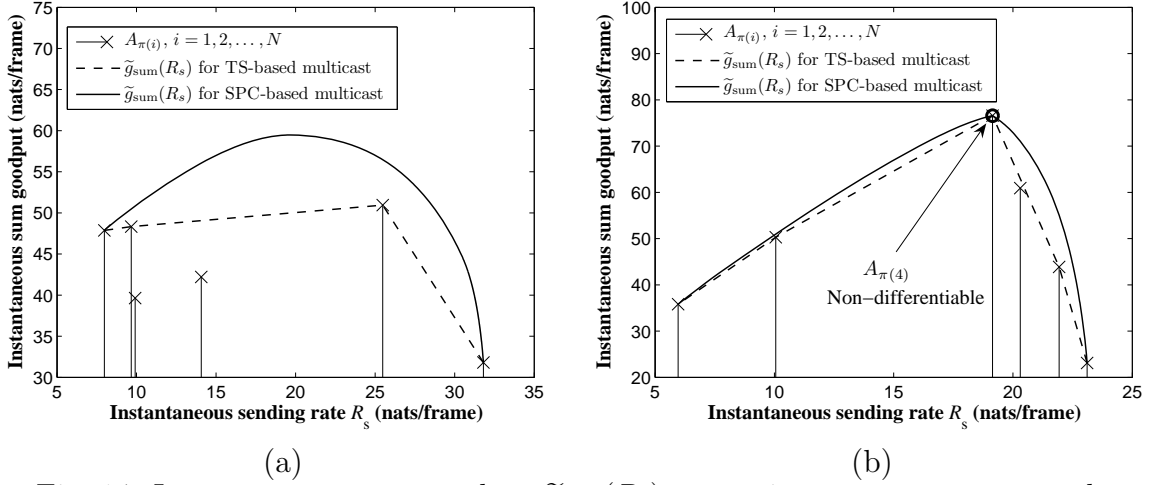 75
70
65
60
55
50
45
40
35
30
5
10
15
20
25
30
35
Instantaneous sum goodput (nats/frame)
Instantaneous sending rate R_s (nats/frame)
A_{π(i)}, i = 1, 2, . . . , N
g̃_sum(R_s) for TS-based multicast
g̃_sum(R_s) for SPC-based multicast
(a)
100
90
80
70
60
50
40
30
20
5
10
15
20
25
Instantaneous sum goodput (nats/frame)
Instantaneous sending rate R_s (nats/frame)
A_{π(i)}, i = 1, 2, . . . , N
g̃_sum(R_s) for TS-based multicast
g̃_sum(R_s) for SPC-based multicast
A_{π(4)}
Non−differentiable
(b)